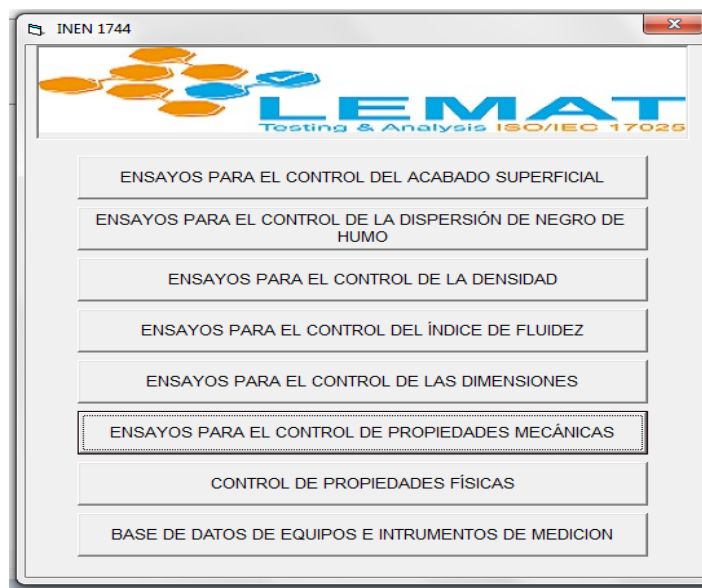 INEN 1744
LEMAT
Testing & Analysis ISO/IEC 17025
ENSAYOS PARA EL CONTROL DEL ACABADO SUPERFICIAL
ENSAYOS PARA EL CONTROL DE LA DISPERSIÓN DE NEGRO DE
HUMO
ENSAYOS PARA EL CONTROL DE LA DENSIDAD
ENSAYOS PARA EL CONTROL DEL ÍNDICE DE FLUIDEZ
ENSAYOS PARA EL CONTROL DE LAS DIMENSIONES
ENSAYOS PARA EL CONTROL DE PROPIEDADES MECÁNICAS
CONTROL DE PROPIEDADES FÍSICAS
BASE DE DATOS DE EQUIPOS E INTRUMENTOS DE MEDICION